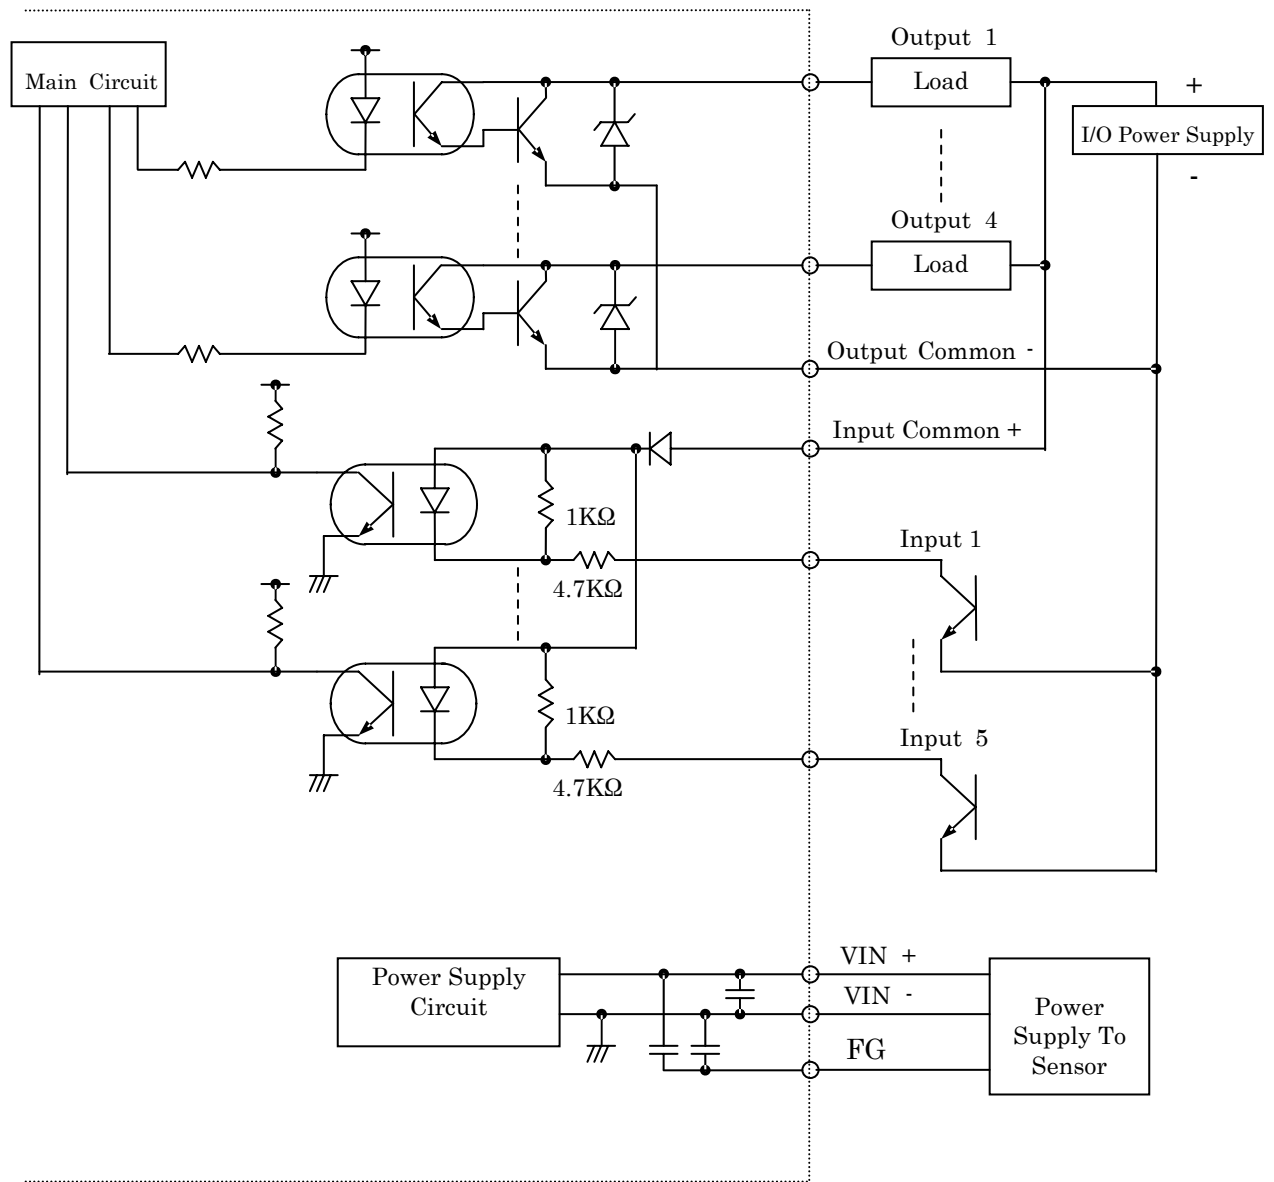 Output 1
Main Circuit
Load
+
I/O Power Supply
-
Output 4
Load
Output Common -
Input Common +
1KΩ
Input 1
4.7KΩ
1KΩ
Input 5
4.7KΩ
VIN +
Power Supply
Circuit
VIN -
Power
Supply To
Sensor
FG